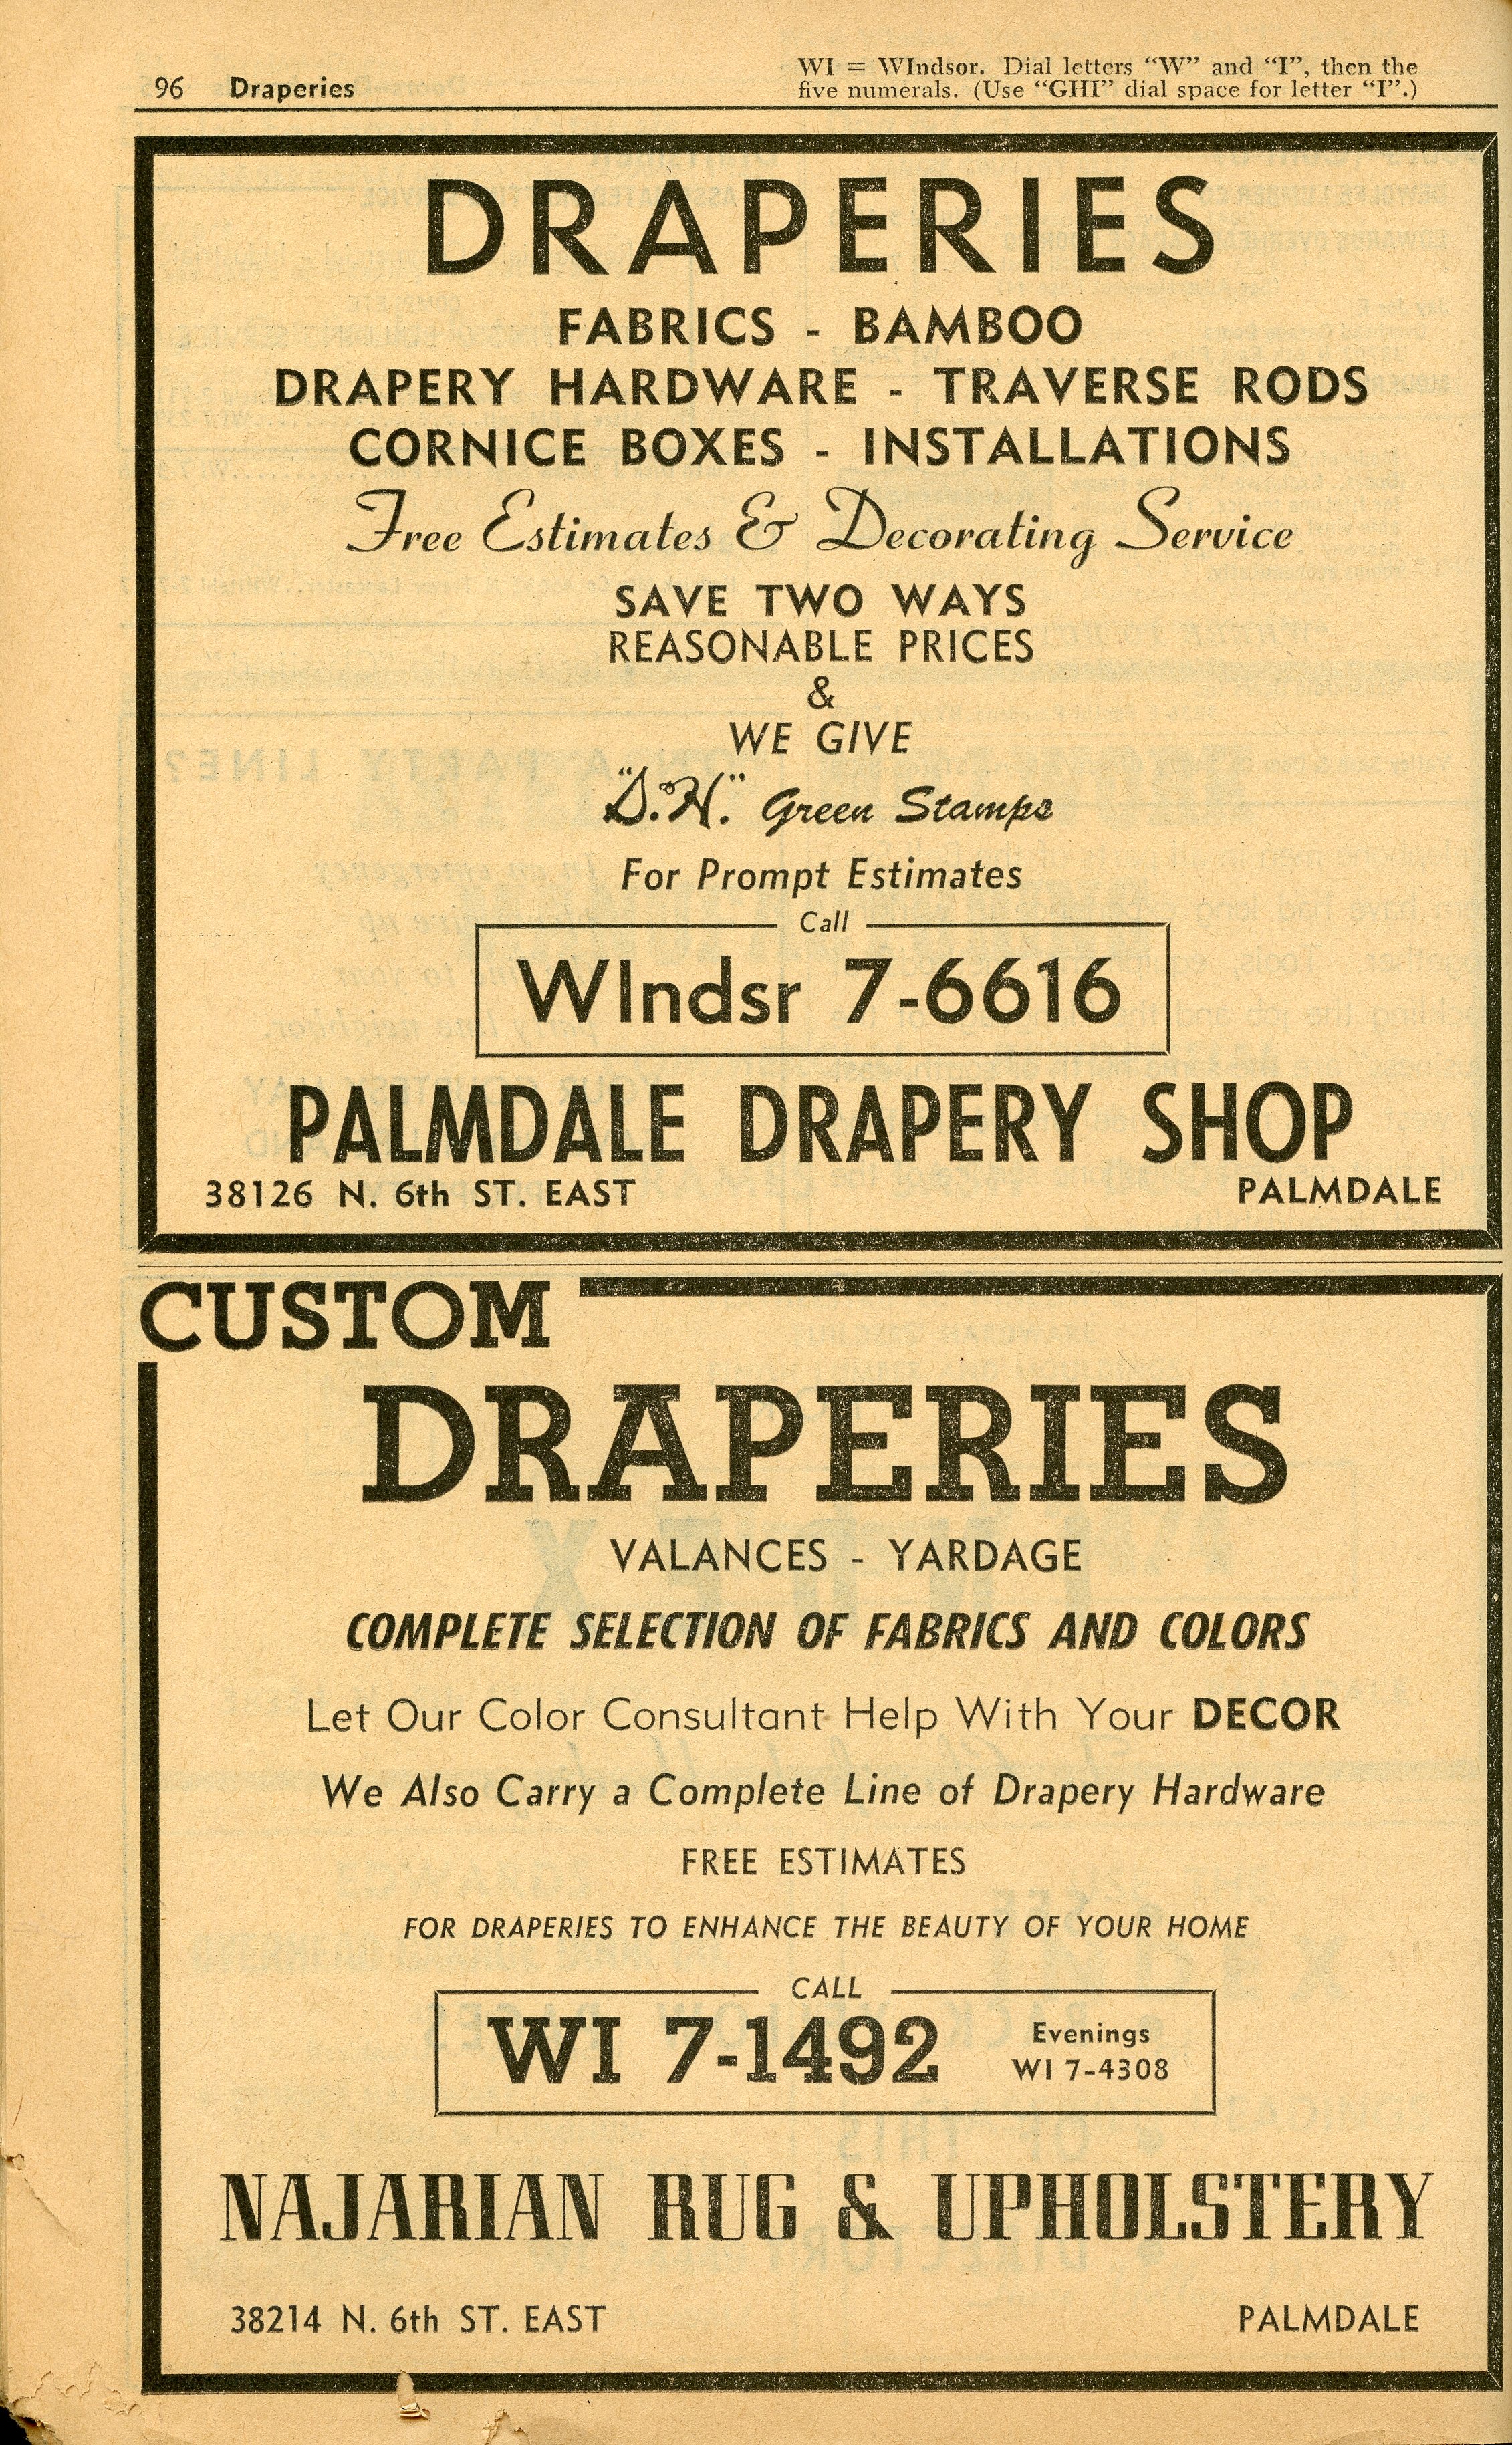 96 Draperies
WI = WIndsor. Dial letters "W" and "I", then the
five numerals. (Use "GHI" dial space for letter "I".)
DRAPERIES
FABRICS - BAMBOO
DRAPERY HARDWARE - TRAVERSE RODS
CORNICE BOXES - INSTALLATIONS
Free Estimates & Decorating Service
SAVE TWO WAYS
REASONABLE PRICES
&
WE GIVE
"S.&H." Green Stamps
For Prompt Estimates
Call
WIndsr 7-6616
PALMDALE DRAPERY SHOP
38126 N. 6th ST. EAST PALMDALE
CUSTOM
DRAPERIES
VALANCES - YARDAGE
COMPLETE SELECTION OF FABRICS AND COLORS
Let Our Color Consultant Help With Your DECOR
We Also Carry a Complete Line of Drapery Hardware
FREE ESTIMATES
FOR DRAPERIES TO ENHANCE THE BEAUTY OF YOUR HOME
CALL
WI 7-1492
Evenings
WI 7-4308
NAJARIAN RUG & UPHOLSTERY
38214 N. 6th ST. EAST PALMDALE